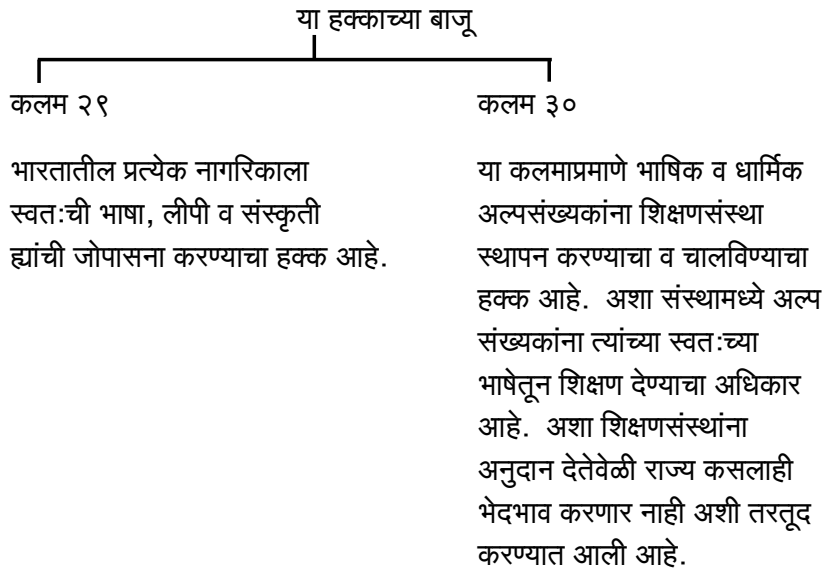 या हक्काच्या बाजू
कलम २९
भारतातील प्रत्येक नागरिकाला
स्वत:ची भाषा, लीपी व संस्कृती
ह्यांची जोपासना करण्याचा हक्क आहे.
कलम ३०
या कलमाप्रमाणे भाषिक व धार्मिक
अल्पसंख्यकांना शिक्षणसंस्था
स्थापन करण्याचा व चालविण्याचा
हक्क आहे. अशा संस्थामध्ये अल्प
संख्यकांना त्यांच्या स्वत:च्या
भाषेतून शिक्षण देण्याचा अधिकार
आहे. अशा शिक्षणसंस्थांना
अनुदान देतेवेळी राज्य कसलाही
भेदभाव करणार नाही अशी तरतूद
करण्यात आली आहे.